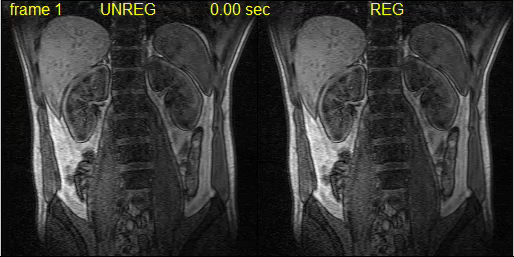 frame 1 UNREG 0.00 sec REG